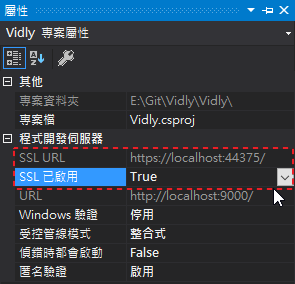 屬性
Vidly 專案屬性
其他
專案資料夾 E:\Git\Vidly\Vidly\
專案檔 Vidly.csproj
程式開發伺服器
SSL URL https://localhost:44375/
SSL 已啟用 True
URL http://localhost:9000/
Windows 驗證 停用
受控管線模式 整合式
偵錯時都會啟動 False
匿名驗證 啟用